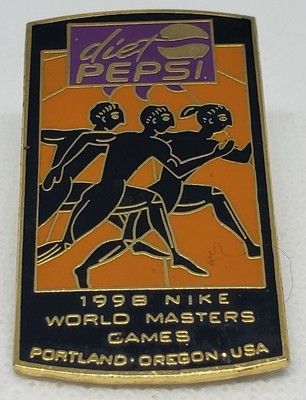 diet
PEPSI
1998 NIKE
WORLD MASTERS
GAMES
PORTLAND · OREGON · USA